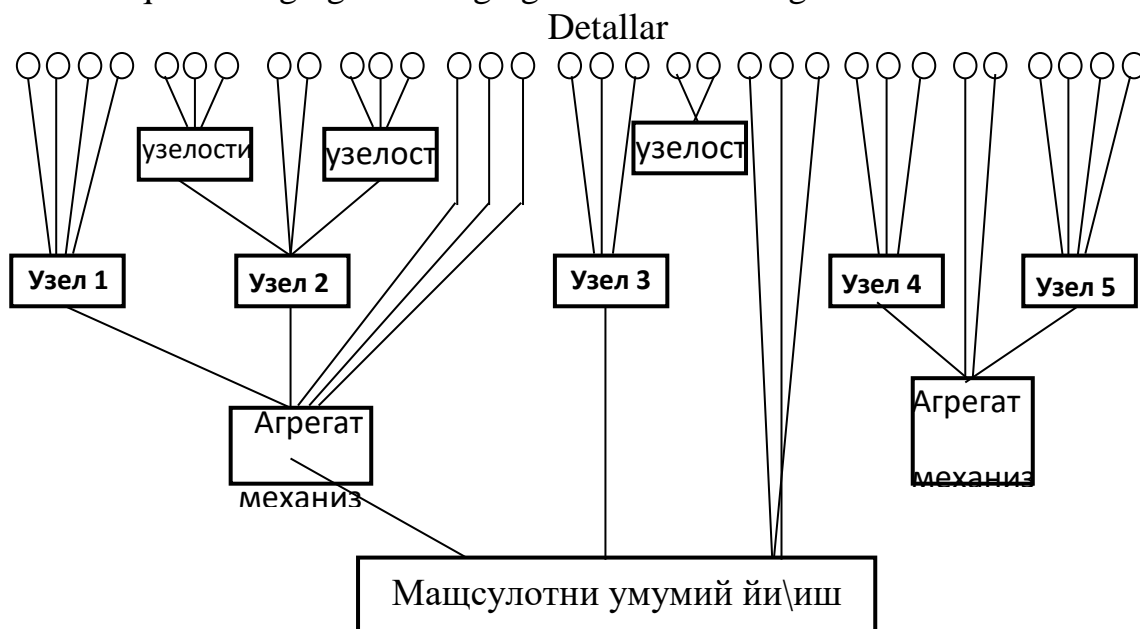 Detallar
узелости
узелост
узелост
Узел 1
Узел 2
Узел 3
Узел 4
Узел 5
Агрегат
механиз
Агрегат
механиз
Мащсулотни умумий йи\иш